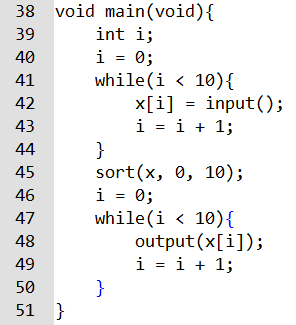 38 void main(void){
39     int i;
40     i = 0;
41     while(i < 10){
42         x[i] = input();
43         i = i + 1;
44     }
45     sort(x, 0, 10);
46     i = 0;
47     while(i < 10){
48         output(x[i]);
49         i = i + 1;
50     }
51 }